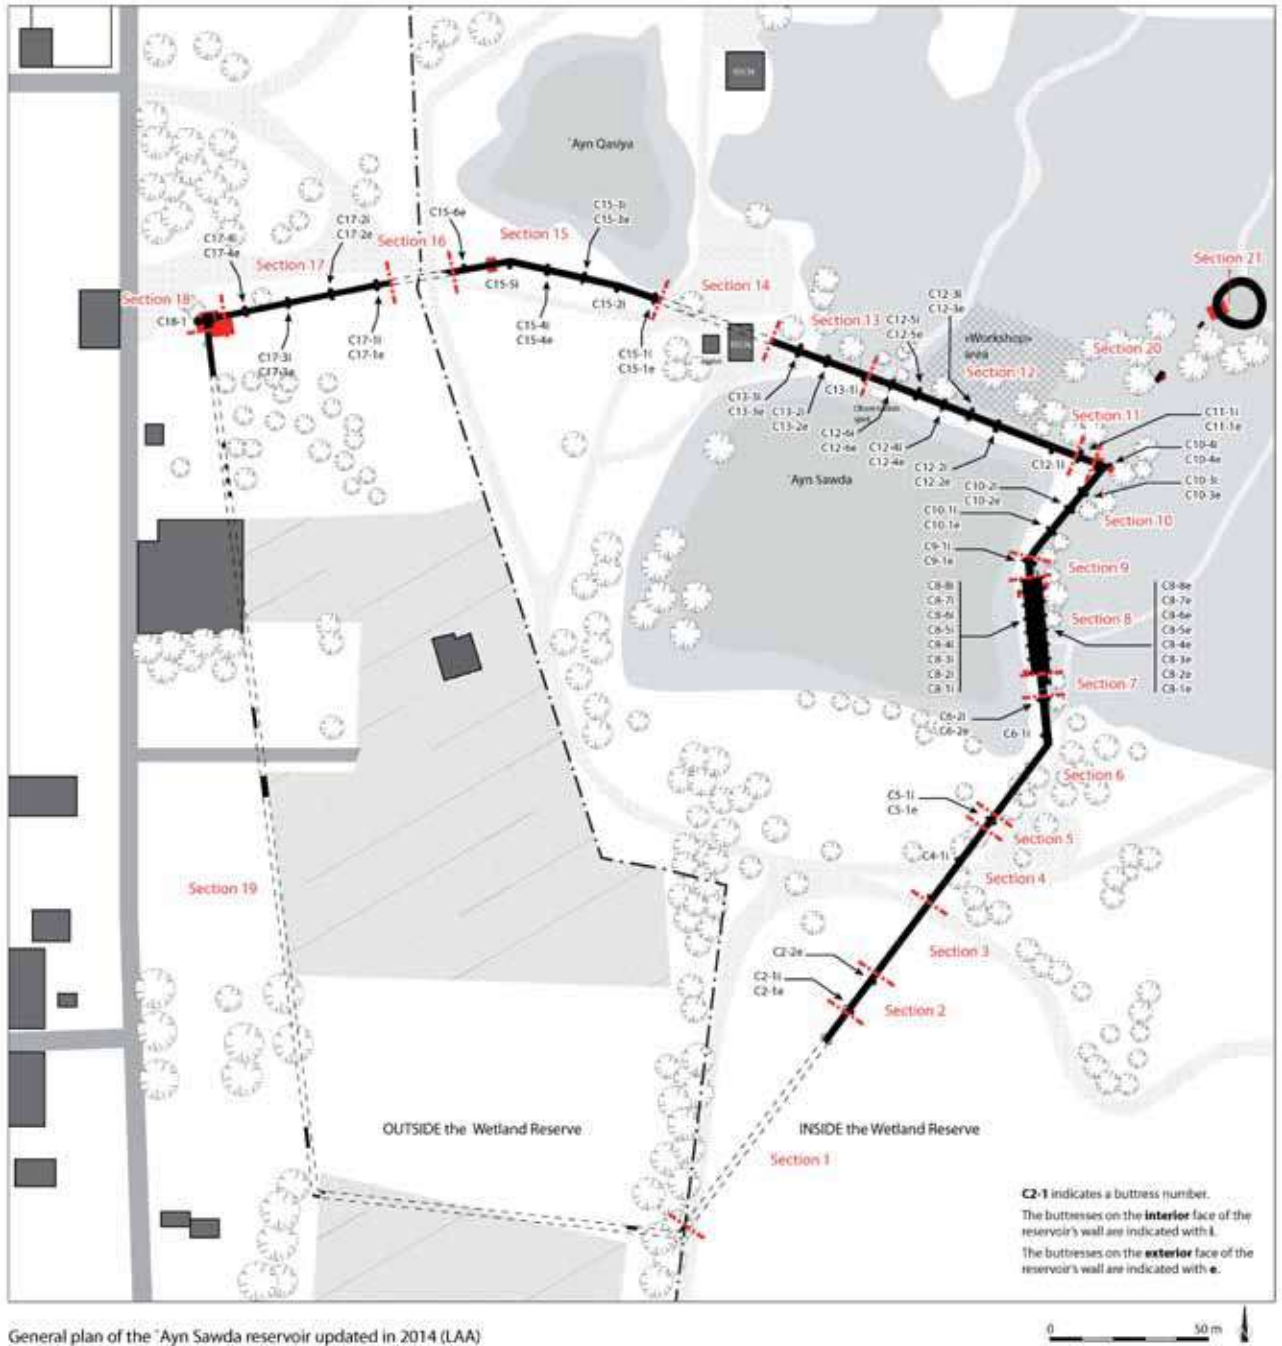 `Ayn Qasiya
C15-6e
C15-3i
C15-3e
C17-2i
C17-2e
Section 16
Section 15
C17-4i
C17-4e
Section 17
Section 21
C15-5i
Section 14
C15-2i
Section 18
C18-1
C12-3i
C12-3e
Section 13
C12-5i
C12-5e
C15-4i
C15-4e
C17-1i
C17-1e
C17-3i
C17-3e
C15-1i
C15-1e
«Workshop»
area
Section 20
Section 12
C13-3i
C13-3e
C13-1i
C13-2i
C13-2e
Section 11
C11-1i
C11-1e
C12-6i
C12-6e
C12-4i
C12-4e
C12-2i
C12-2e
C12-1i
C10-4i
C10-4e
`Ayn Sawda
C10-2i
C10-2e
C10-3i
C10-3e
C10-1i
C10-1e
Section 10
C9-1i
C9-1e
Section 9
C8-8i
C8-7i
C8-6i
C8-5i
C8-4i
C8-3i
C8-2i
C8-1i
Section 8
C8-8e
C8-7e
C8-6e
C8-5e
C8-4e
C8-3e
C8-2e
C8-1e
Section 7
C6-2i
C6-2e
C6-1i
Section 6
C5-1i
C5-1e
Section 5
C4-1i
Section 4
Section 19
Section 3
C2-2e
C2-1i
C2-1e
Section 2
OUTSIDE the Wetland Reserve
INSIDE the Wetland Reserve
Section 1
C2-1 indicates a buttress number.
The buttresses on the interior face of the
reservoir's wall are indicated with i.
The buttresses on the exterior face of the
reservoir's wall are indicated with e.
General plan of the `Ayn Sawda reservoir updated in 2014 (LAA)
0 50 m